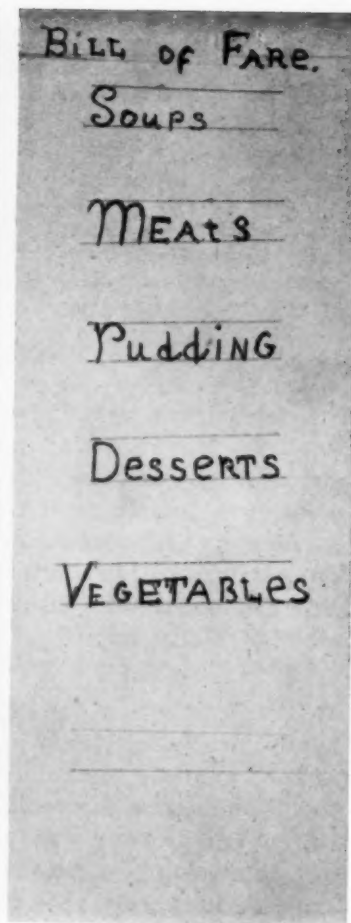 BiLL of FARe.
Soups
MEAtS
PuddiNG
DesseRTS
VEGETABLes